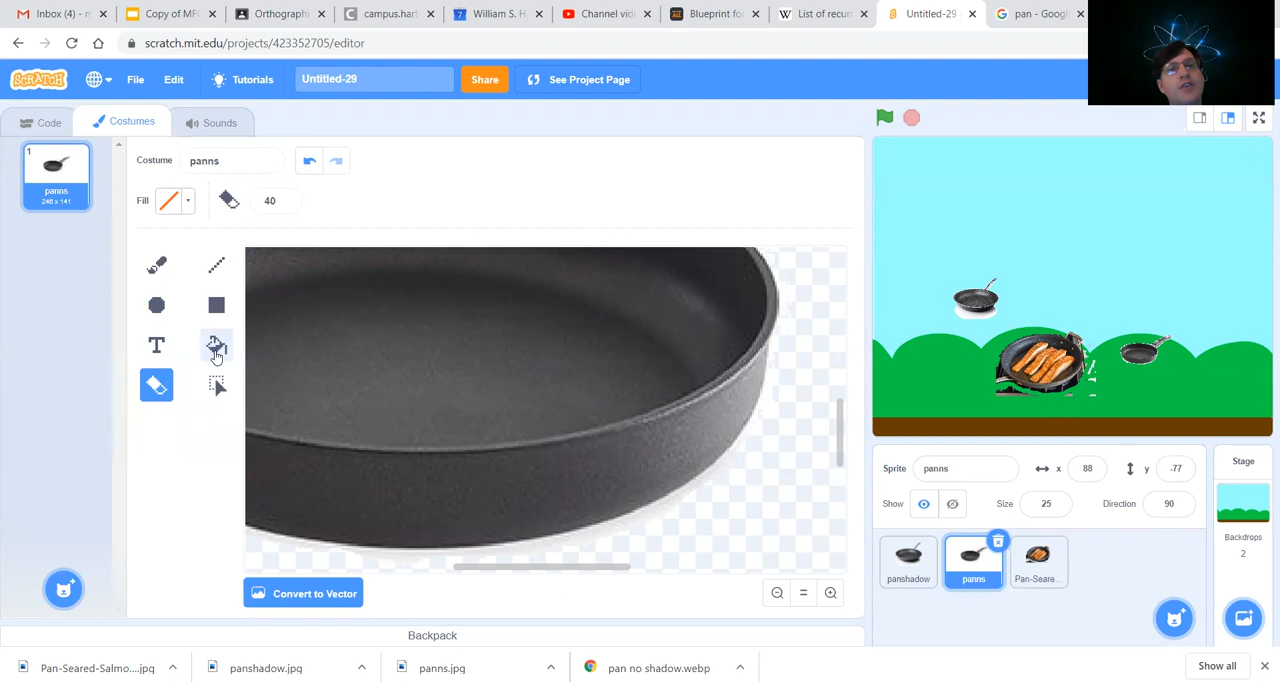 Inbox (4) - m
Copy of MF
Orthograph
campus.har
William S. H
Channel vid
Blueprint fo
List of recur
Untitled-29
pan - Googl
scratch.mit.edu/projects/423352705/editor
SCRATCH
File
Edit
Tutorials
Untitled-29
Share
See Project Page
Code
Costumes
Sounds
1
panns
246 x 141
Costume
panns
Fill
40
T
Convert to Vector
Sprite
panns
x
88
y
-77
Show
Size
25
Direction
90
Stage
Backdrops
2
panshadow
panns
Pan-Seare...
Backpack
Pan-Seared-Salmo....jpg
panshadow.jpg
panns.jpg
pan no shadow.webp
Show all